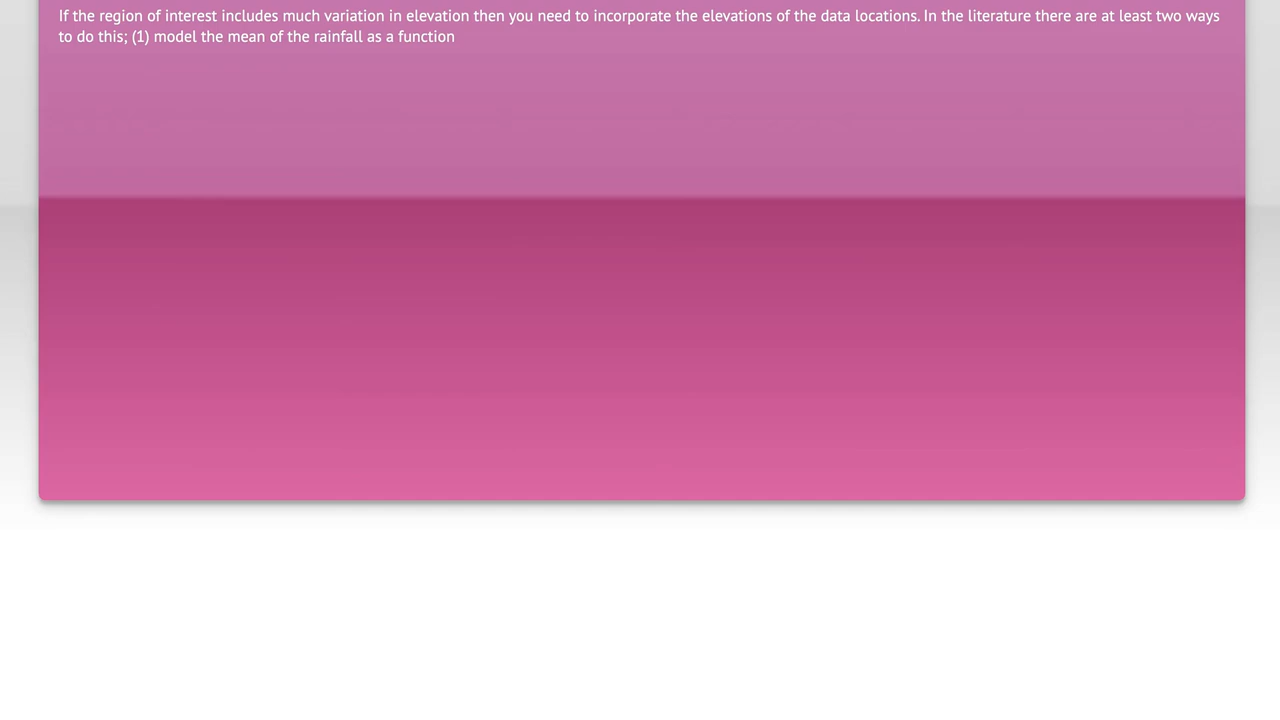 If the region of interest includes much variation in elevation then you need to incorporate the elevations of the data locations. In the literature there are at least two ways
to do this; (1) model the mean of the rainfall as a function